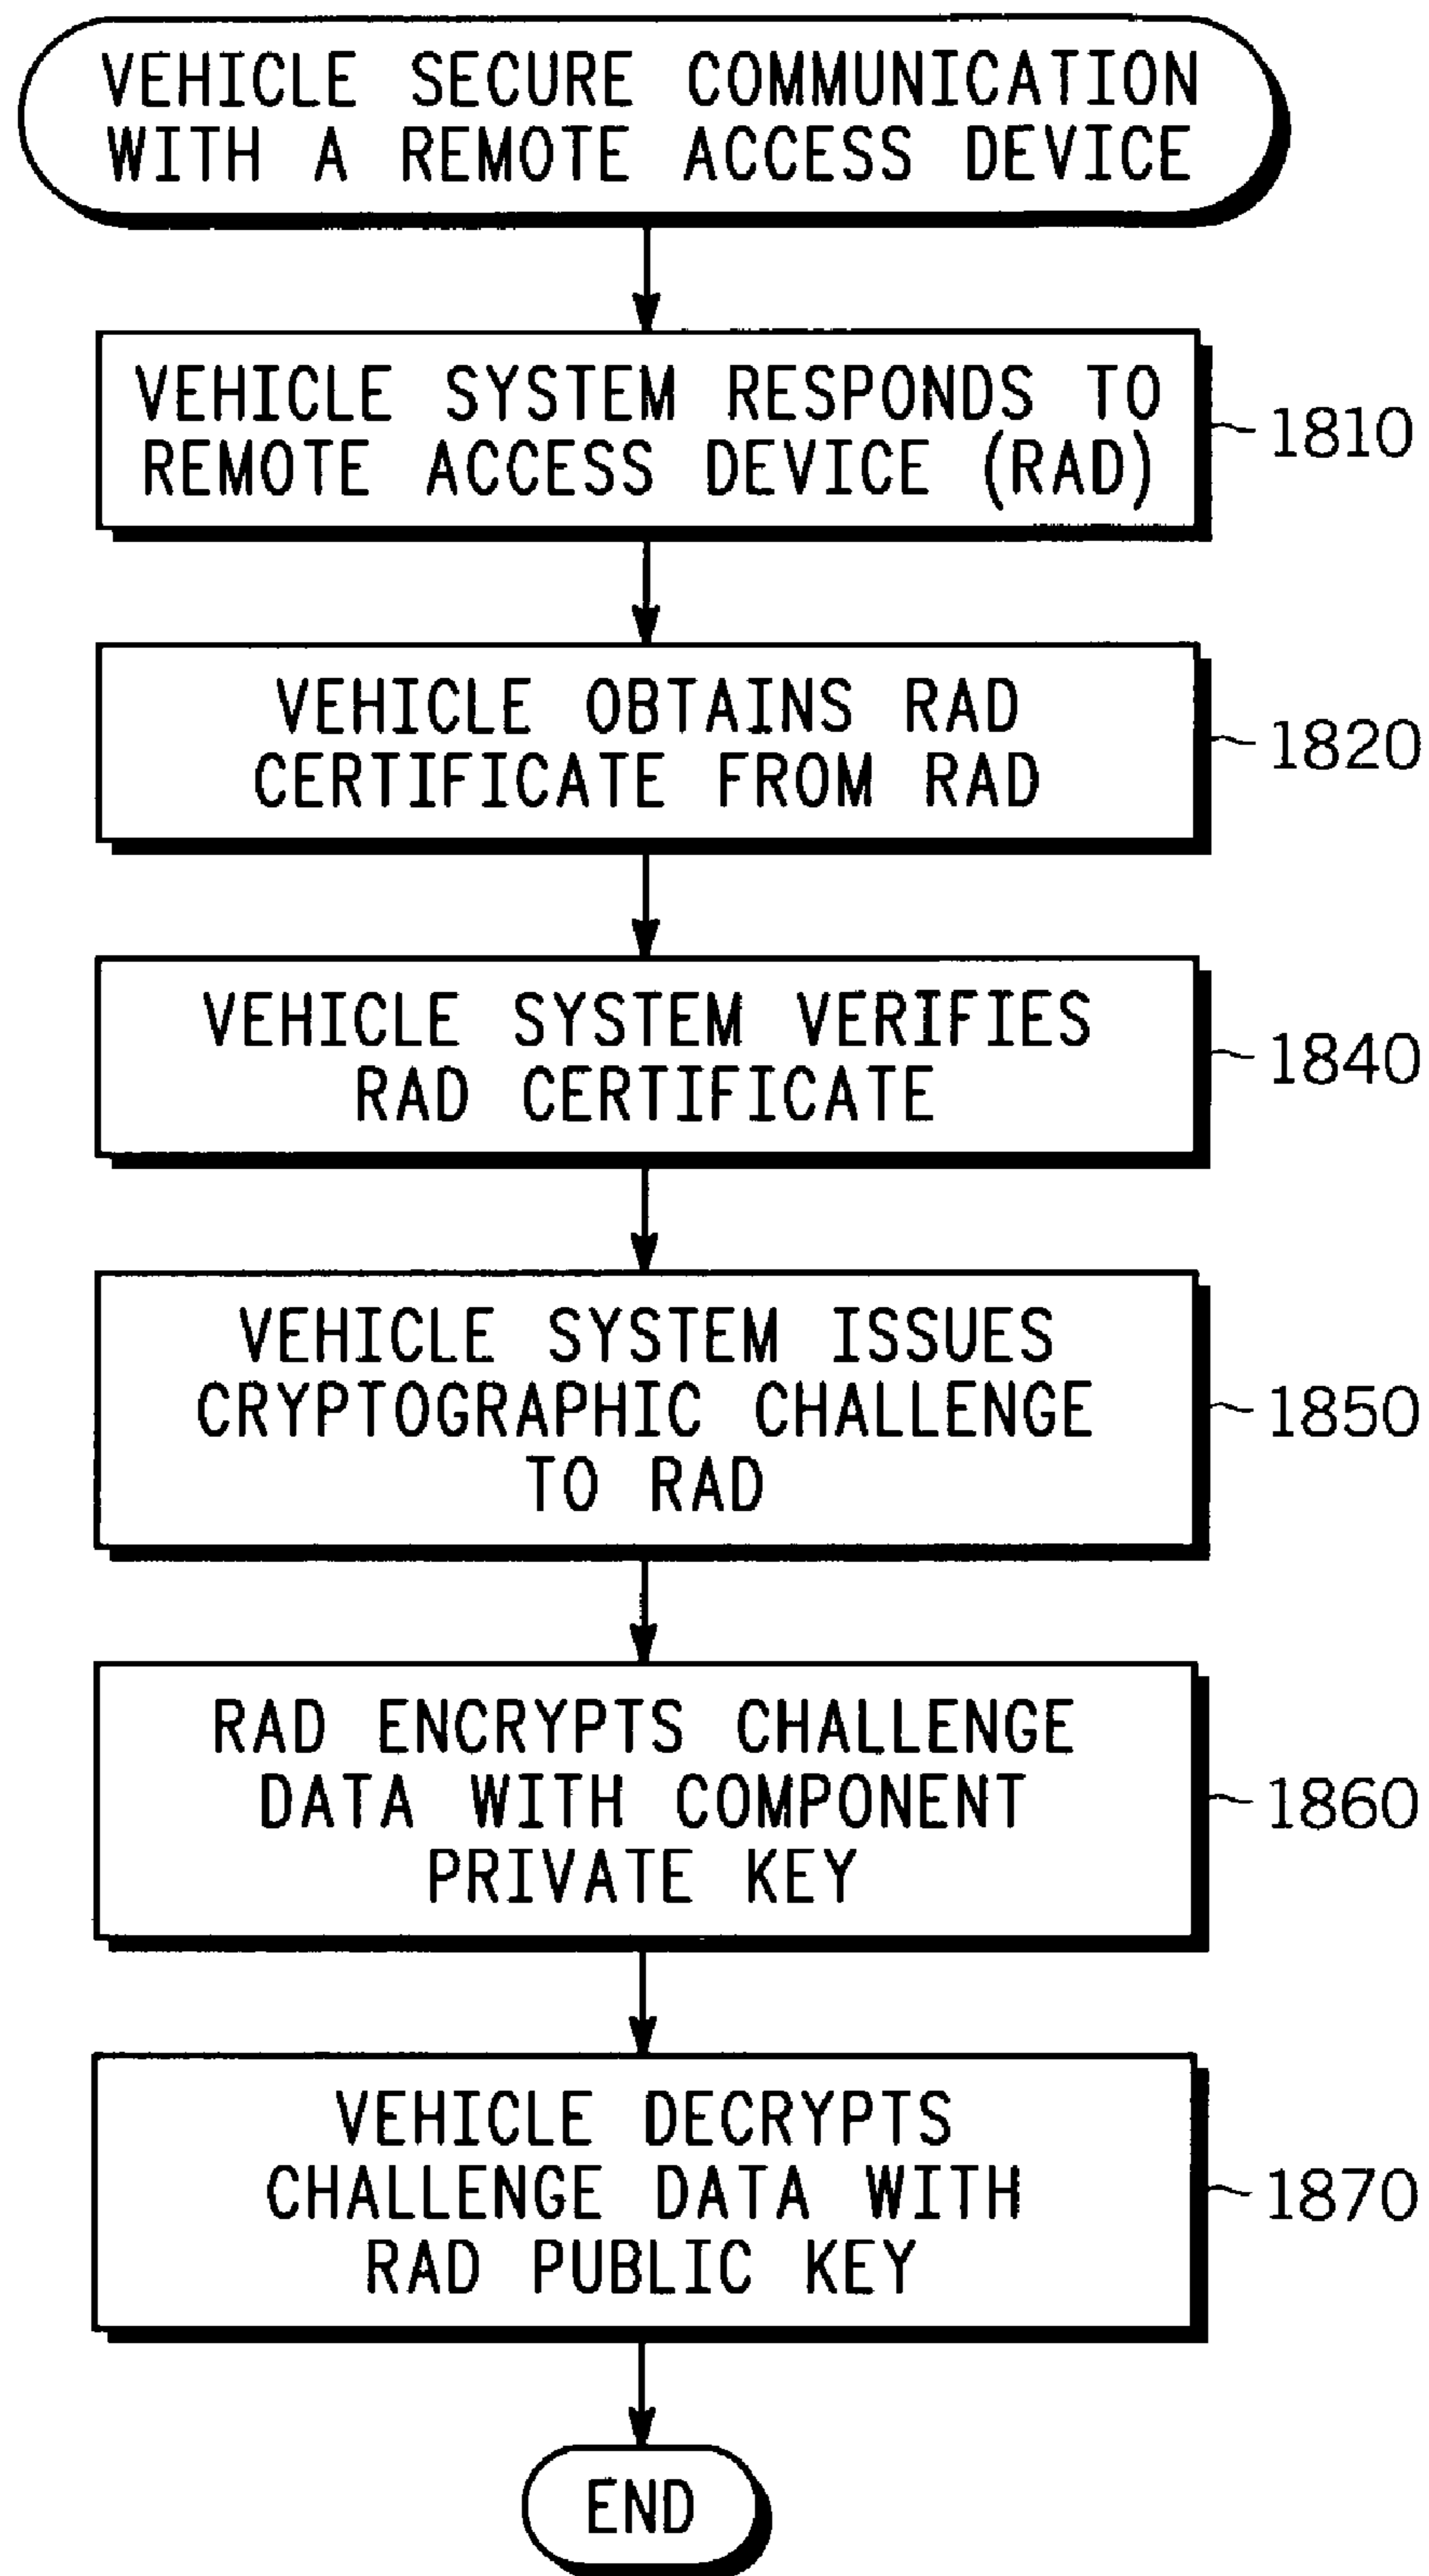 VEHICLE SECURE COMMUNICATION
WITH A REMOTE ACCESS DEVICE
VEHICLE SYSTEM RESPONDS TO
REMOTE ACCESS DEVICE (RAD)
1810
VEHICLE OBTAINS RAD
CERTIFICATE FROM RAD
1820
VEHICLE SYSTEM VERIFIES
RAD CERTIFICATE
1840
VEHICLE SYSTEM ISSUES
CRYPTOGRAPHIC CHALLENGE
TO RAD
1850
RAD ENCRYPTS CHALLENGE
DATA WITH COMPONENT
PRIVATE KEY
1860
VEHICLE DECRYPTS
CHALLENGE DATA WITH
RAD PUBLIC KEY
1870
END